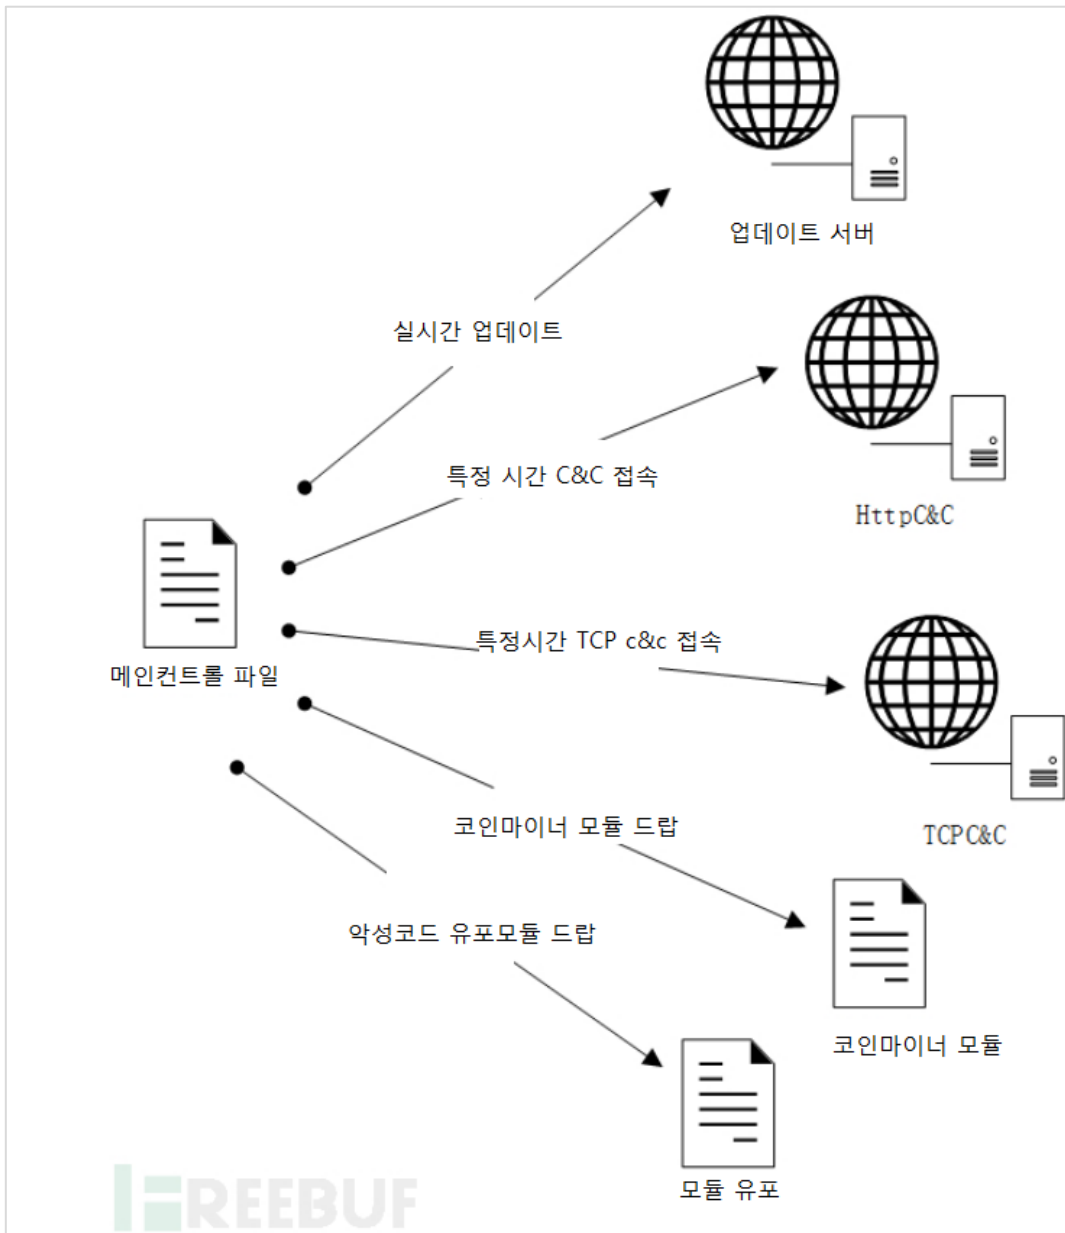 업데이트 서버
실시간 업데이트
특정 시간 C&C 접속
HttpC&C
특정시간 TCP c&c 접속
메인컨트롤 파일
TCPC&C
코인마이너 모듈 드랍
악성코드 유포모듈 드랍
코인마이너 모듈
모듈 유포
FREEBUF